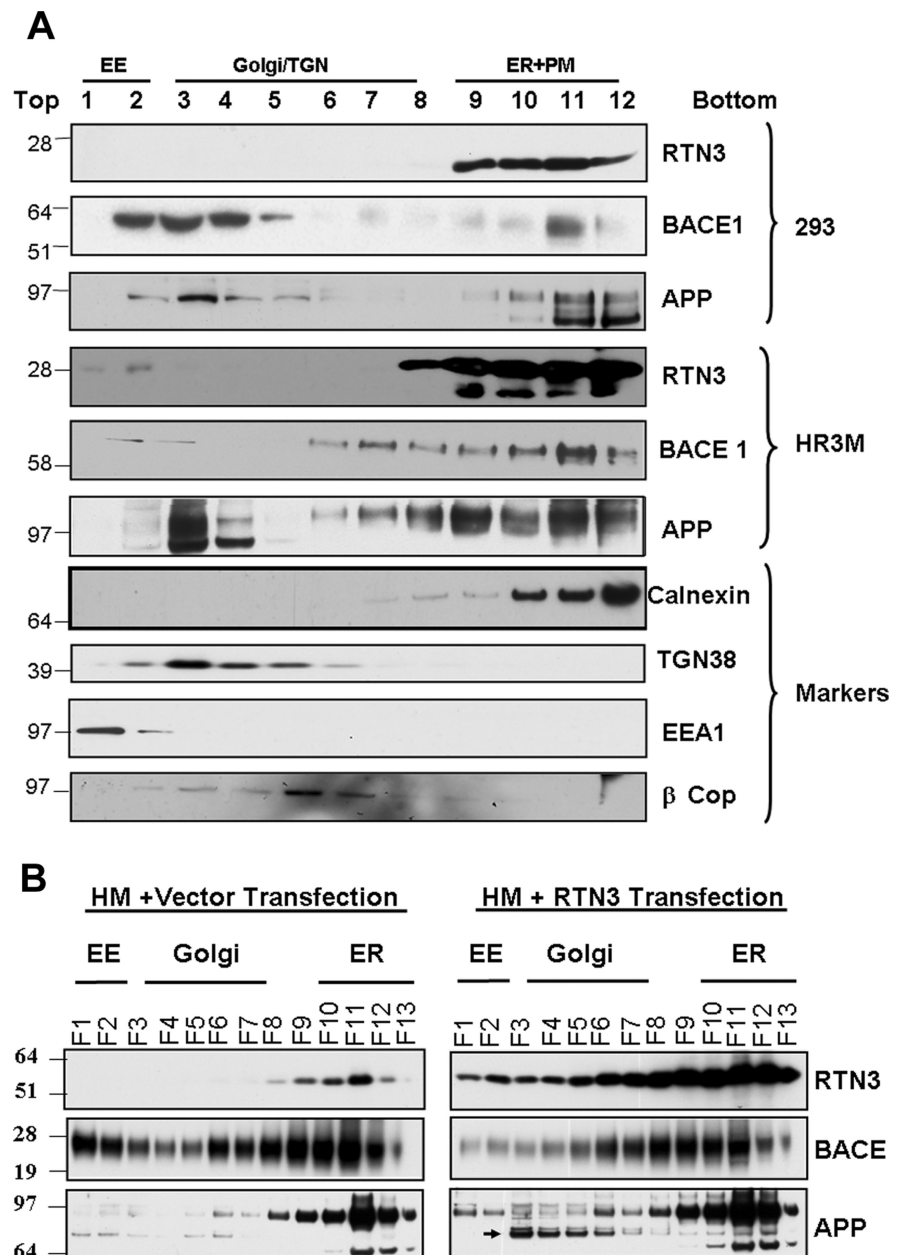 A
EE Golgi/TGN ER+PM
Top 1 2 3 4 5 6 7 8 9 10 11 12 Bottom
28 RTN3
64 BACE1 293
51
97 APP
28 RTN3
BACE 1 HR3M
58
97 APP
Calnexin
64
39 TGN38
Markers
97 EEA1
97 β Cop
B
HM +Vector Transfection HM + RTN3 Transfection
EE Golgi ER EE Golgi ER
F1 F2 F3 F4 F5 F6 F7 F8 F9 F10 F11 F12 F13 F1 F2 F3 F4 F5 F6 F7 F8 F9 F10 F11 F12 F13
64 RTN3
51
28 BACE
19
97 APP
64